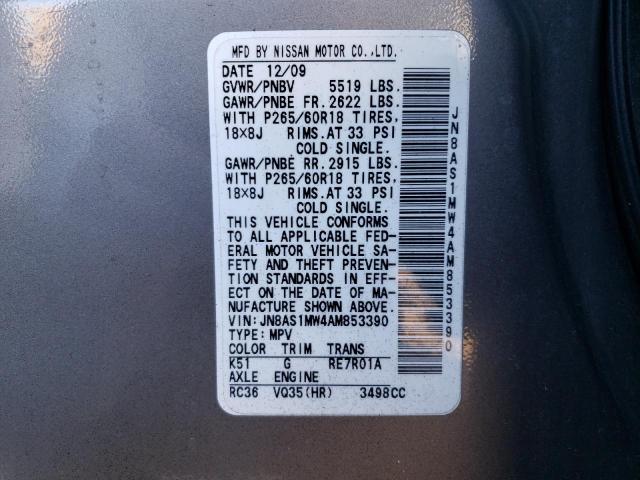 MFD BY NISSAN MOTOR CO.,LTD.
DATE 12/09
GVWR/PNBV 5519 LBS.
GAWR/PNBE FR. 2622 LBS.
WITH P265/60R18 TIRES,
18×8J RIMS. AT 33 PSI
COLD SINGLE.
GAWR/PNBE RR. 2915 LBS.
WITH P265/60R18 TIRES,
18×8J RIMS. AT 33 PSI
COLD SINGLE.
THIS VEHICLE CONFORMS
TO ALL APPLICABLE FED-
ERAL MOTOR VEHICLE SA-
FETY AND THEFT PREVEN-
TION STANDARDS IN EFF-
ECT ON THE DATE OF MA-
NUFACTURE SHOWN ABOVE.
VIN: JN8AS1MW4AM853390
TYPE: MPV
COLOR TRIM TRANS
K51 G RE7R01A
AXLE ENGINE
RC36 VQ35(HR) 3498CC
JN8AS1MW4AM853390